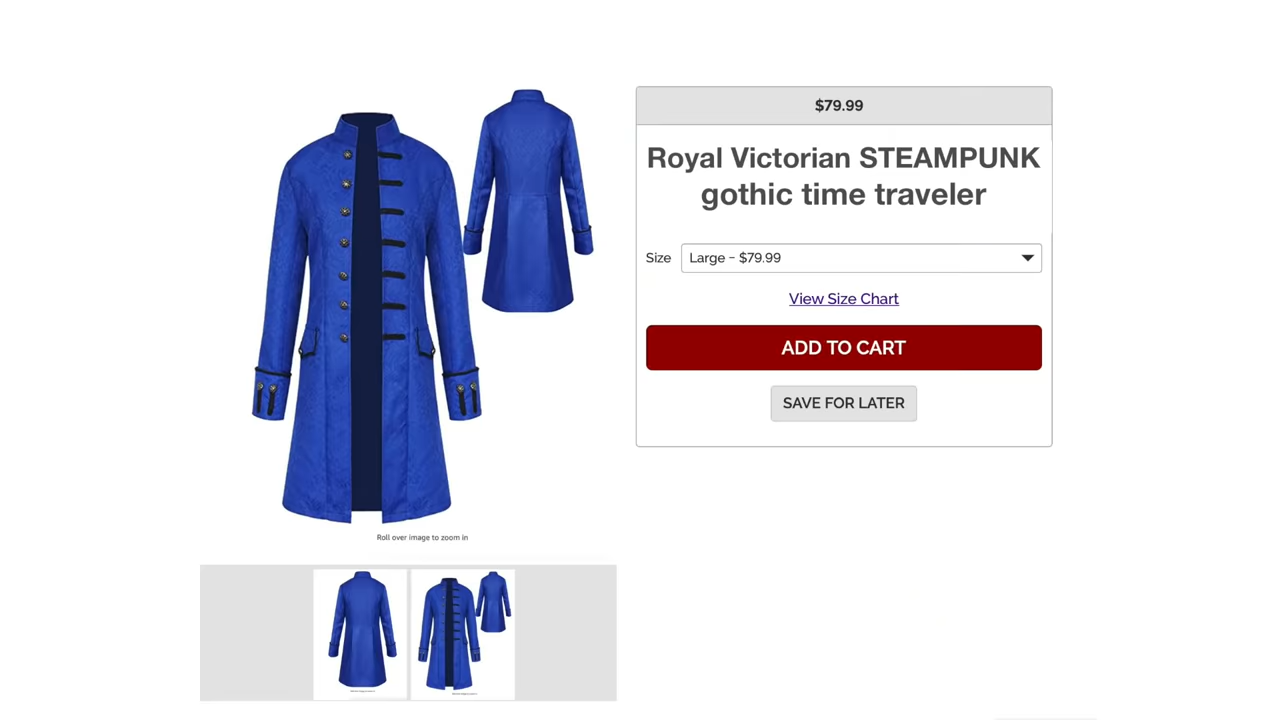 $79.99
Royal Victorian STEAMPUNK
gothic time traveler
Size
Large - $79.99
View Size Chart
ADD TO CART
SAVE FOR LATER
Roll over image to zoom in